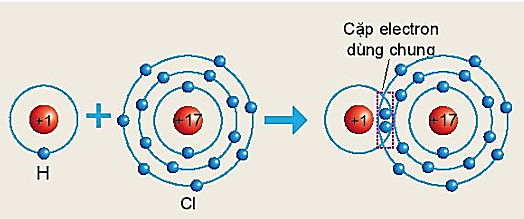 Cặp electron
dùng chung
+1
+
+17
+1
+17
H
Cl